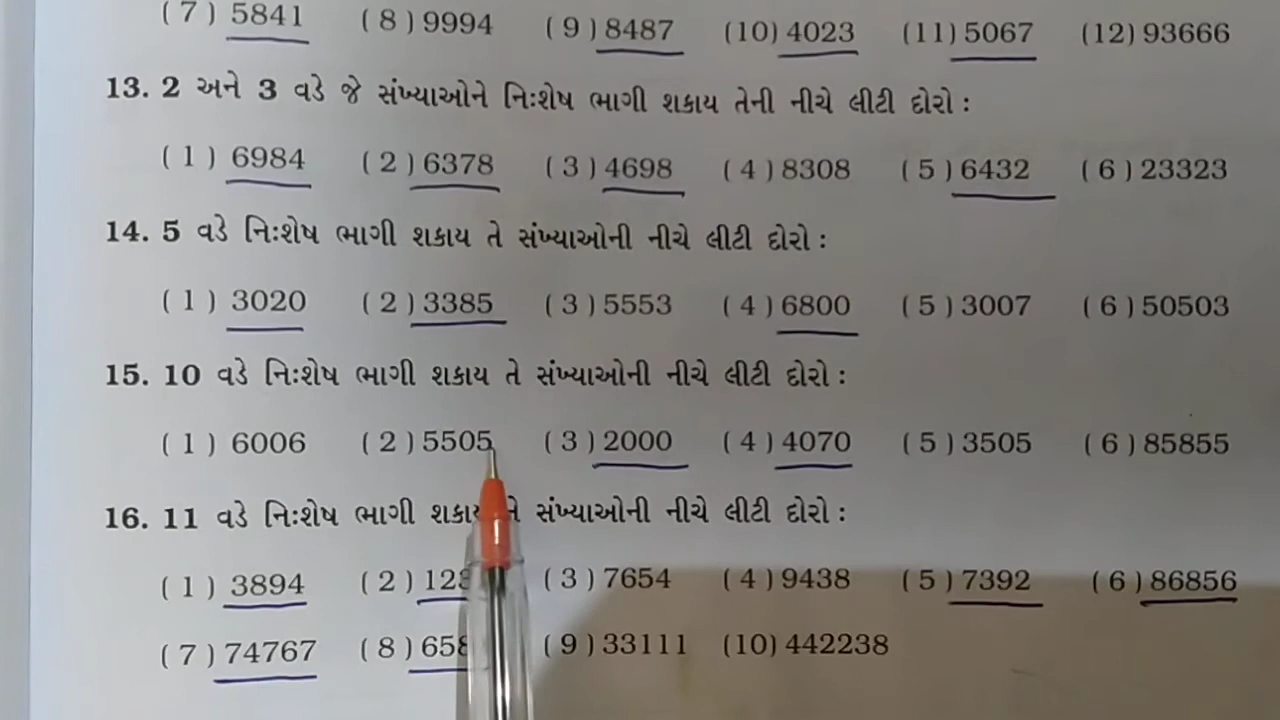 (7) 5841 (8) 9994 (9) 8487 (10) 4023 (11) 5067 (12) 93666
13. 2 અને 3 વડે જે સંખ્યાઓને નિઃશેષ ભાગી શકાય તેની નીચે લીટી દોરો :
(1) 6984 (2) 6378 (3) 4698 (4) 8308 (5) 6432 (6) 23323
14. 5 વડે નિઃશેષ ભાગી શકાય તે સંખ્યાઓની નીચે લીટી દોરો :
(1) 3020 (2) 3385 (3) 5553 (4) 6800 (5) 3007 (6) 50503
15. 10 વડે નિઃશેષ ભાગી શકાય તે સંખ્યાઓની નીચે લીટી દોરો :
(1) 6006 (2) 5505 (3) 2000 (4) 4070 (5) 3505 (6) 85855
16. 11 વડે નિઃશેષ ભાગી સંખ્યાઓની નીચે લીટી દોરો :
(1) 3894 (2) (3) 7654 (4) 9438 (5) 7392 (6) 86856
(7) 74767 (8) (9) 33111 (10) 442238